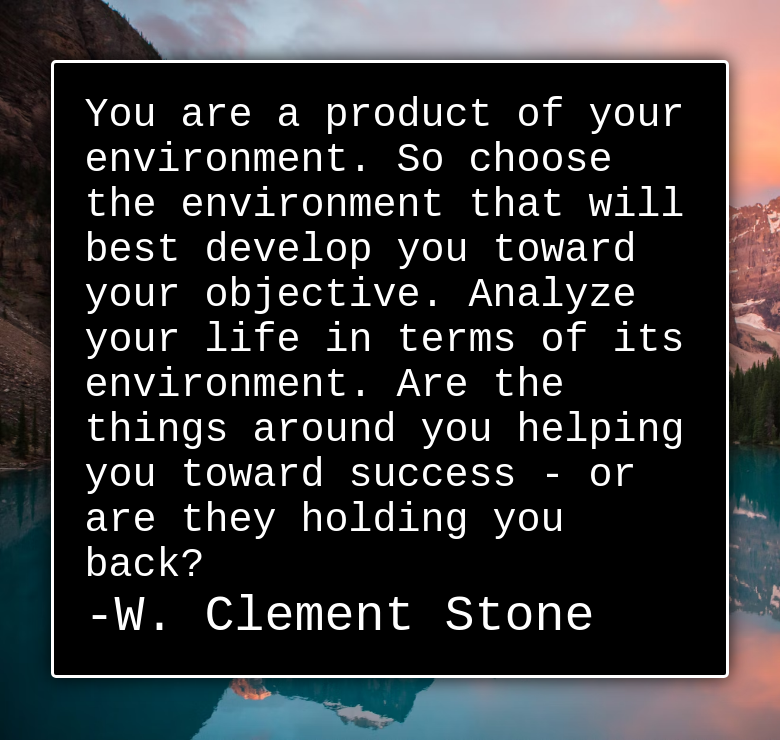 You are a product of your
environment. So choose
the environment that will
best develop you toward
your objective. Analyze
your life in terms of its
environment. Are the
things around you helping
you toward success - or
are they holding you
back?
-W. Clement Stone